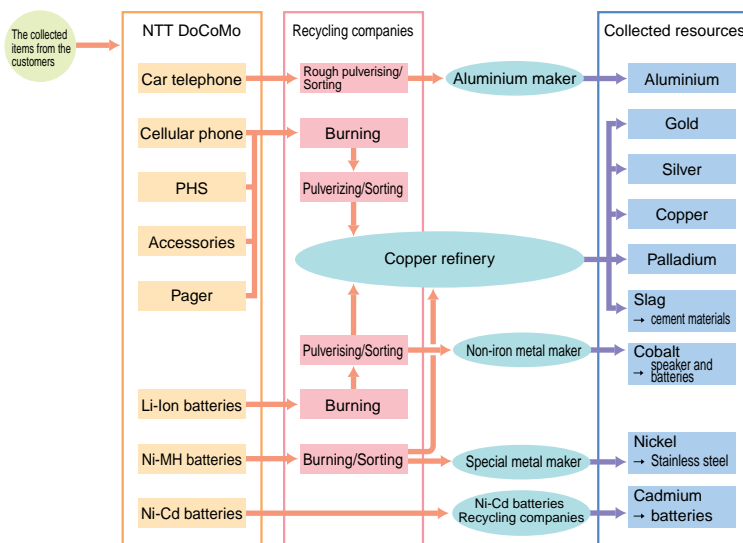 The collected
items from the
customers
NTT DoCoMo
Recycling companies
Collected resources
Car telephone
Rough pulverising/
Sorting
Aluminium maker
Aluminium
Cellular phone
Burning
Gold
PHS
Pulverizing/Sorting
Silver
Copper
Accessories
Copper refinery
Palladium
Pager
Slag
→ cement materials
Pulverising/Sorting
Non-iron metal maker
Cobalt
→ speaker and
batteries
Li-Ion batteries
Burning
Ni-MH batteries
Burning/Sorting
Special metal maker
Nickel
→ Stainless steel
Ni-Cd batteries
Ni-Cd batteries
Recycling companies
Cadmium
→ batteries